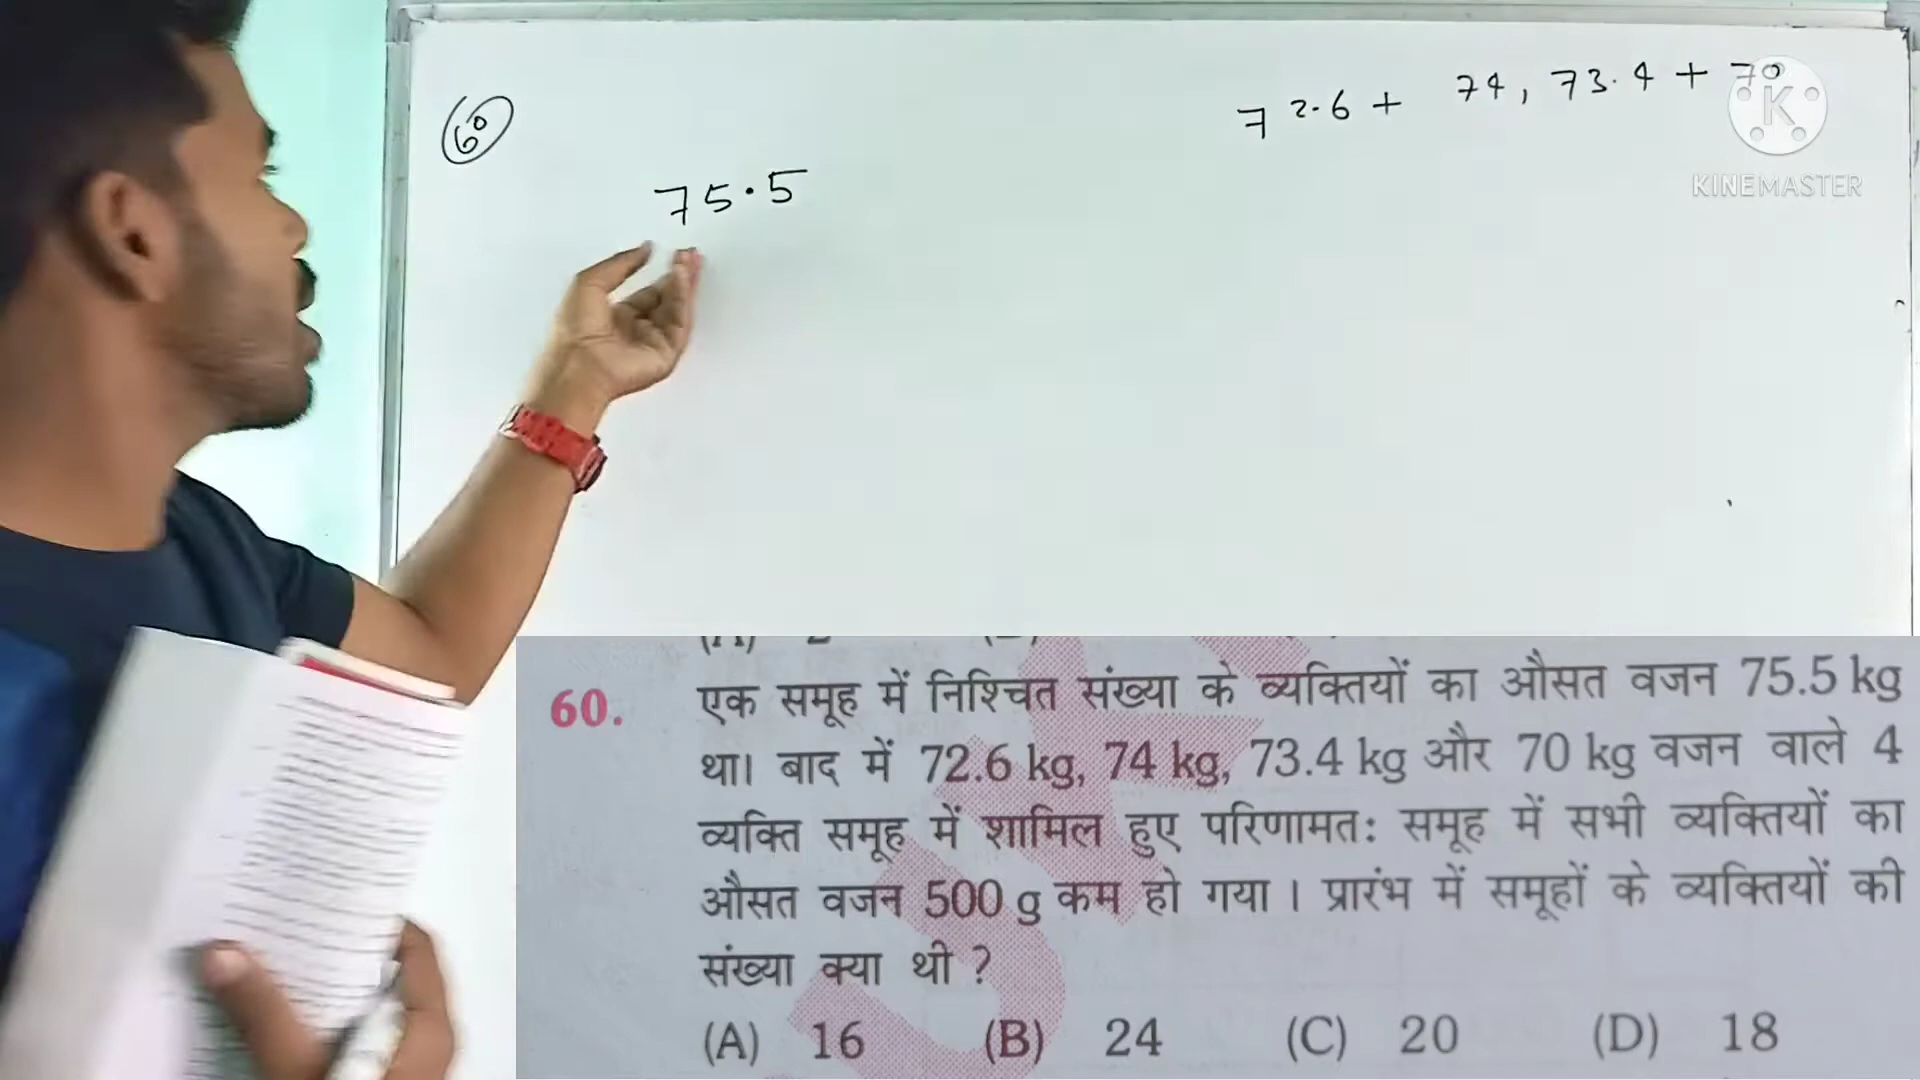 60
72.6 + 74, 73.4 + 70
75.5
KINEMASTER
60. एक समूह में निश्चित संख्या के व्यक्तियों का औसत वजन 75.5 kg
था। बाद में 72.6 kg, 74 kg, 73.4 kg और 70 kg वजन वाले 4
व्यक्ति समूह में शामिल हुए परिणामतः समूह में सभी व्यक्तियों का
औसत वजन 500 g कम हो गया । प्रारंभ में समूहों के व्यक्तियों की
संख्या क्या थी ?
(A) 16 (B) 24 (C) 20 (D) 18